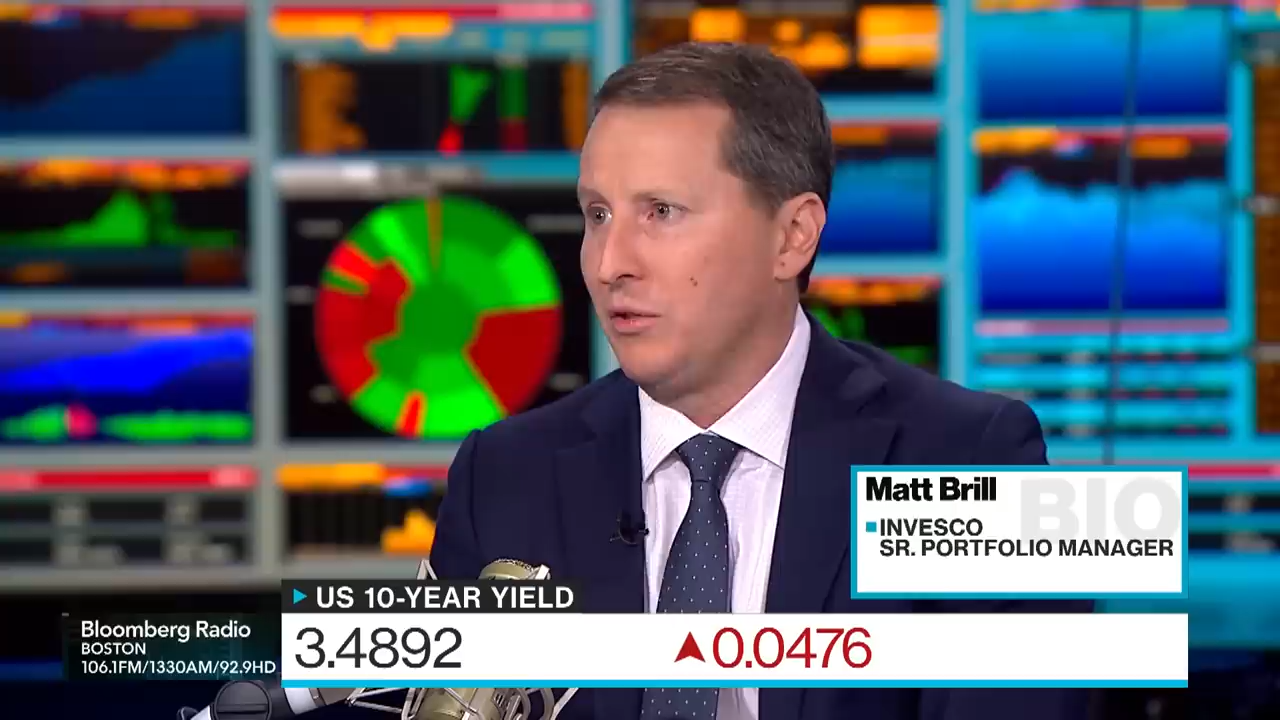 Matt Brill
BIO
INVESCO
SR. PORTFOLIO MANAGER
US 10-YEAR YIELD
3.4892
0.0476
Bloomberg Radio
BOSTON
106.1FM/1330AM/92.9HD